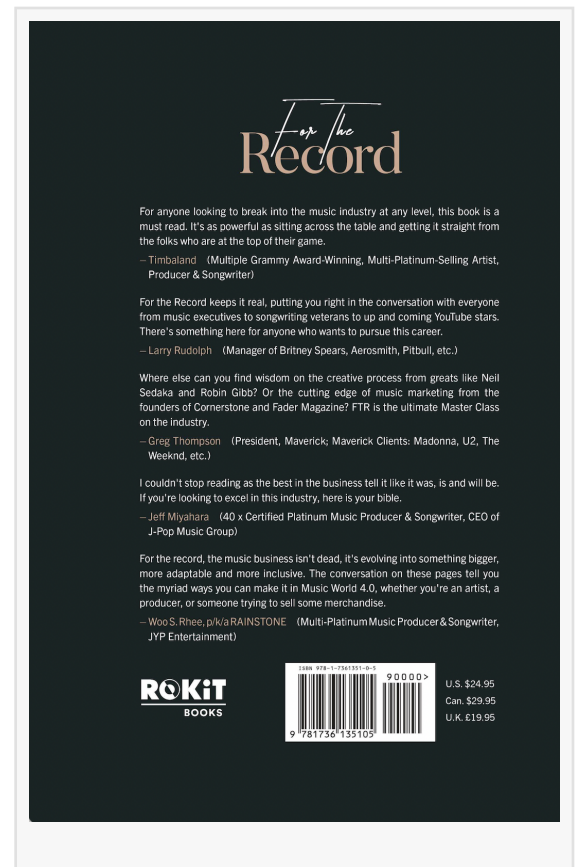 For The
Record
For anyone looking to break into the music industry at any level, this book is a
must read. It's as powerful as sitting across the table and getting it straight from
the folks who are at the top of their game.
– Timbaland (Multiple Grammy Award-Winning, Multi-Platinum-Selling Artist,
Producer & Songwriter)
For the Record keeps it real, putting you right in the conversation with everyone
from music executives to songwriting veterans to up and coming YouTube stars.
There's something here for anyone who wants to pursue this career.
– Larry Rudolph (Manager of Britney Spears, Aerosmith, Pitbull, etc.)
Where else can you find wisdom on the creative process from greats like Neil
Sedaka and Robin Gibb? Or the cutting edge of music marketing from the
founders of Cornerstone and Fader Magazine? FTR is the ultimate Master Class
on the industry.
– Greg Thompson (President, Maverick; Maverick Clients: Madonna, U2, The
Weeknd, etc.)
I couldn't stop reading as the best in the business tell it like it was, is and will be.
If you're looking to excel in this industry, here is your bible.
– Jeff Miyahara (40 x Certified Platinum Music Producer & Songwriter, CEO of
J-Pop Music Group)
For the record, the music business isn't dead, it's evolving into something bigger,
more adaptable and more inclusive. The conversation on these pages tell you
the myriad ways you can make it in Music World 4.0, whether you're an artist, a
producer, or someone trying to sell some merchandise.
– Woo S. Rhee, p/k/a RAINSTONE (Multi-Platinum Music Producer & Songwriter,
JYP Entertainment)
ROKiT
BOOKS
ISBN 978-1-7361351-0-5
90000>
9 781736 135105
U.S. $24.95
Can. $29.95
U.K. £19.95